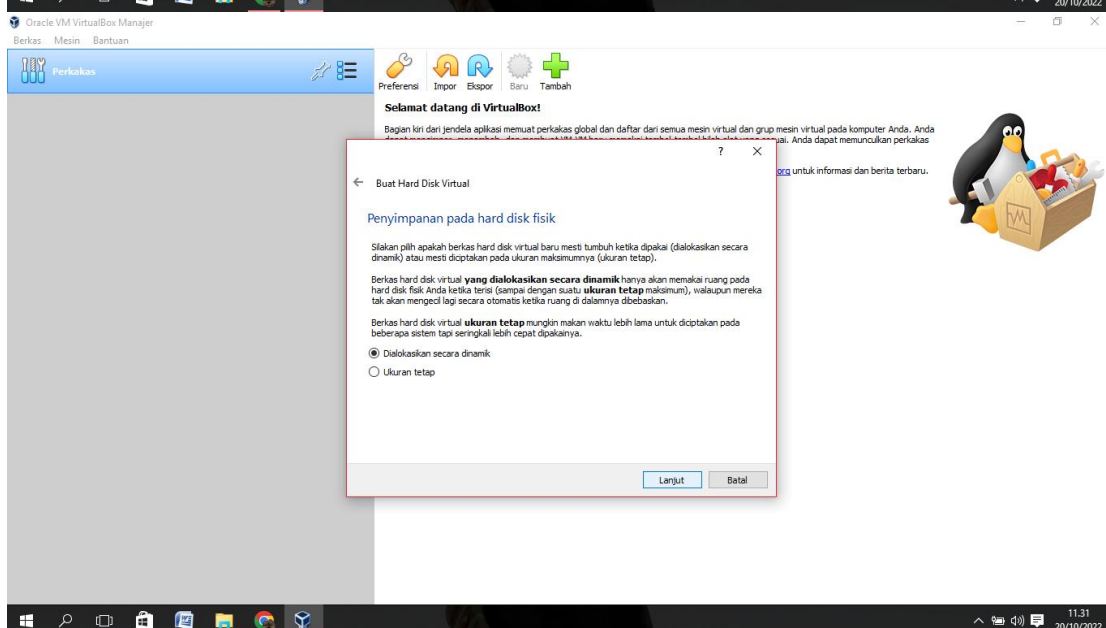 20/10/2022
Oracle VM VirtualBox Manajer
Berkas Mesin Bantuan
Perkakas
Preferensi Impor Ekspor Baru Tambah
Selamat datang di VirtualBox!
Bagian kiri dari jendela aplikasi memuat perkakas global dan daftar dari semua mesin virtual dan grup mesin virtual pada komputer Anda. Anda
Anda dapat memunculkan perkakas
org untuk informasi dan berita terbaru.
Buat Hard Disk Virtual
Penyimpanan pada hard disk fisik
Silakan pilih apakah berkas hard disk virtual baru mesti tumbuh ketika dipakai (dialokasikan secara
dinamik) atau mesti diciptakan pada ukuran maksimumnya (ukuran tetap).
Berkas hard disk virtual yang dialokasikan secara dinamik hanya akan memakai ruang pada
hard disk fisik Anda ketika terisi (sampai dengan suatu ukuran tetap maksimum), walaupun mereka
tak akan mengecil lagi secara otomatis ketika ruang di dalamnya dibebaskan.
Berkas hard disk virtual ukuran tetap mungkin makan waktu lebih lama untuk diciptakan pada
beberapa sistem tapi seringkali lebih cepat dipakainya.
Dialokasikan secara dinamik
Ukuran tetap
Lanjut Batal
11.31
20/10/2022